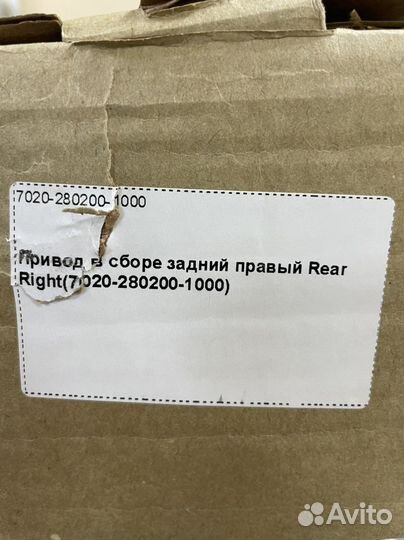 7020-280200-1000
Привод в сборе задний правый Rear
Right(7020-280200-1000)
Avito